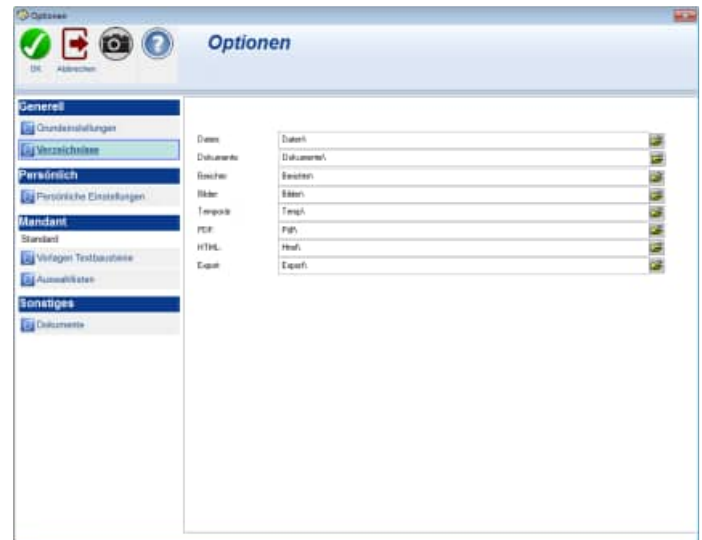 Optionen
Optionen
OK Abbrechen
Generell
Grundeinstellungen
Verzeichnisse
Persönlich
Persönliche Einstellungen
Mandant
Standard
Vorlagen Textbausteine
Auswahllisten
Sonstiges
Dokumente
Daten: Daten\
Dokumente: Dokumente\
Berichte: Berichte\
Bilder: Bilder\
Temporär Temp\
PDF: Pdf\
HTML: Html\
Export: Export\